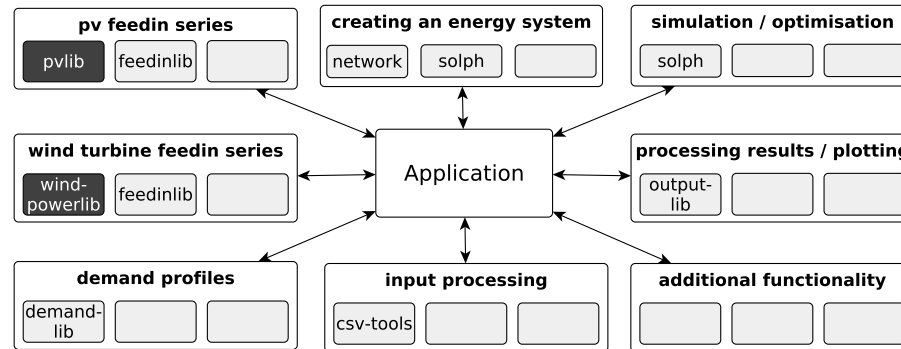 pv feedin series
pvlib feedinlib
creating an energy system
network solph
simulation / optimisation
solph
wind turbine feedin series
wind-
powerlib feedinlib
Application
processing results / plotting
output-
lib
demand profiles
demand-
lib
input processing
csv-tools
additional functionality